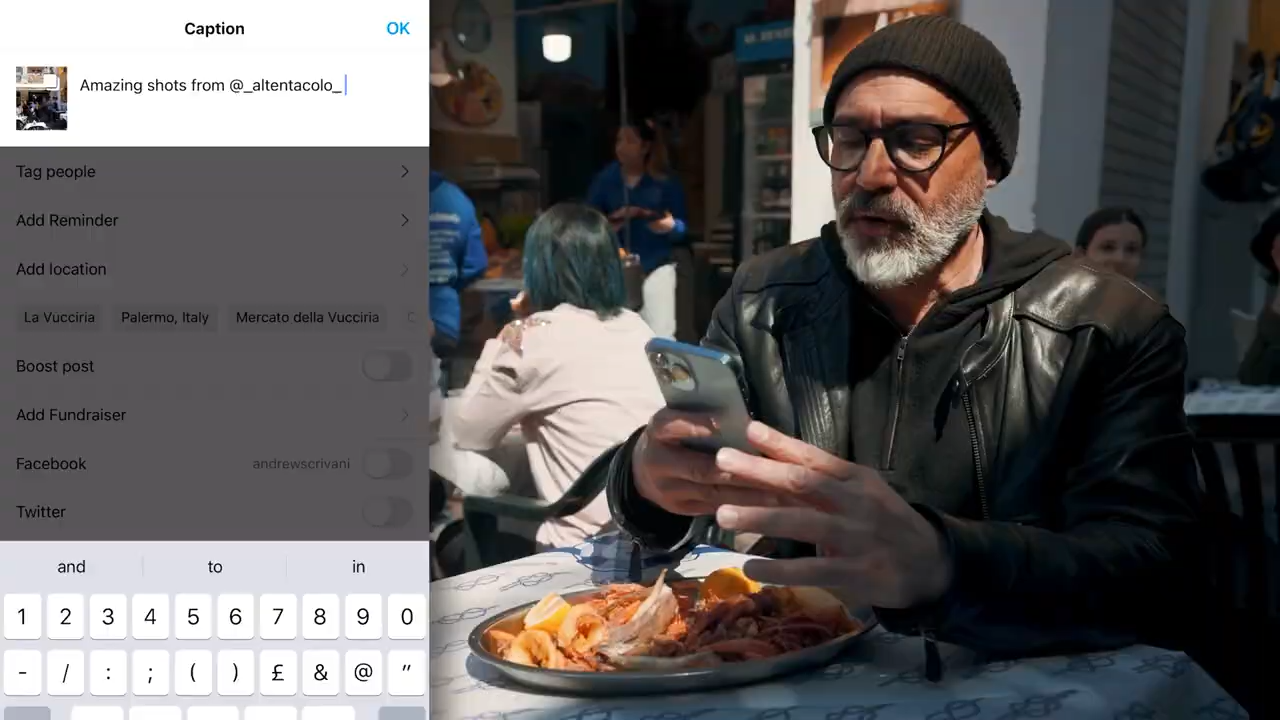 Caption
OK
Amazing shots from @_altentacolo_
Tag people
Add Reminder
Add location
La Vucciria
Palermo, Italy
Mercato della Vucciria
Boost post
Add Fundraiser
Facebook
andrewscrivani
Twitter
and
to
in
1 2 3 4 5 6 7 8 9 0
- / : ; ( ) £ & @ "